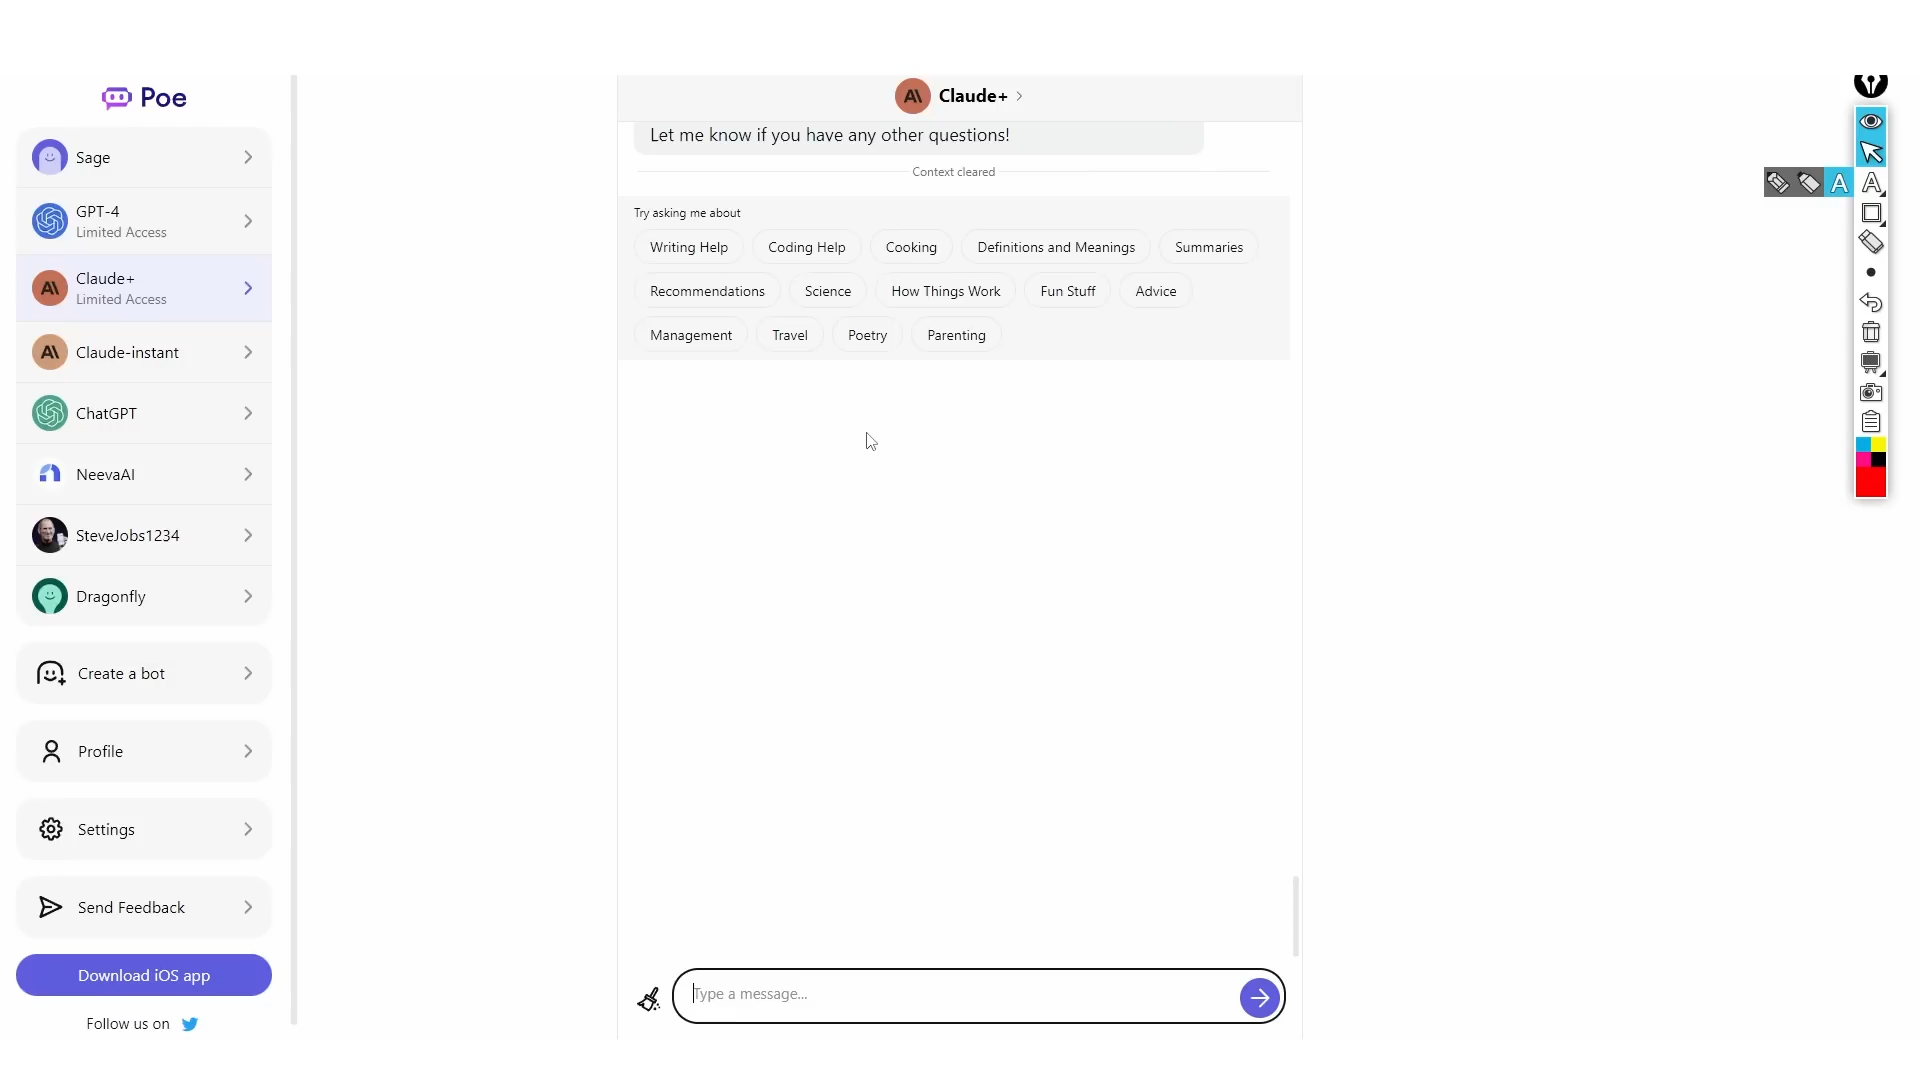 Poe
Sage
GPT-4
Limited Access
Claude+
Limited Access
Claude-instant
ChatGPT
NeevaAI
SteveJobs1234
Dragonfly
Create a bot
Profile
Settings
Send Feedback
Download iOS app
Follow us on
Claude+
Let me know if you have any other questions!
Context cleared
Try asking me about
Writing Help Coding Help Cooking Definitions and Meanings Summaries
Recommendations Science How Things Work Fun Stuff Advice
Management Travel Poetry Parenting
Type a message...